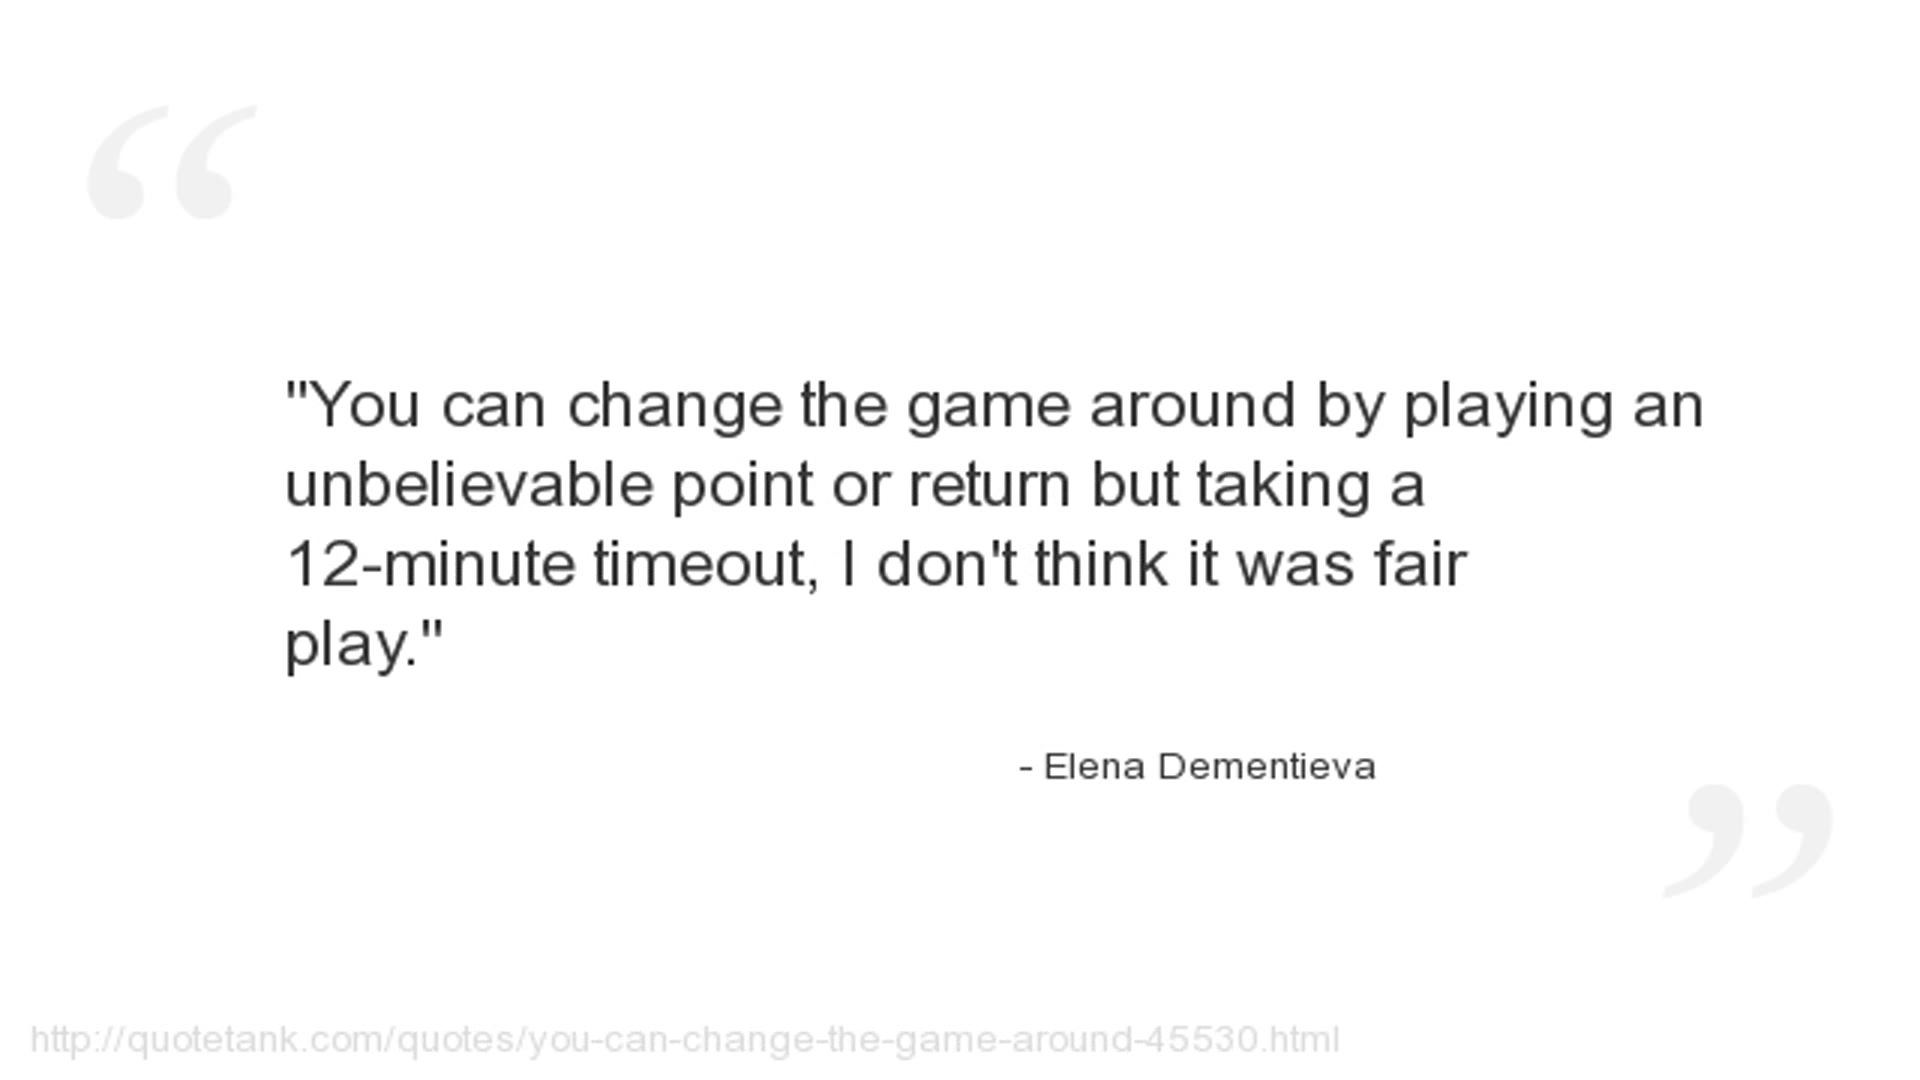 "You can change the game around by playing an
unbelievable point or return but taking a
12-minute timeout, I don't think it was fair
play."
- Elena Dementieva
http://quotetank.com/quotes/you-can-change-the-game-around-45530.html